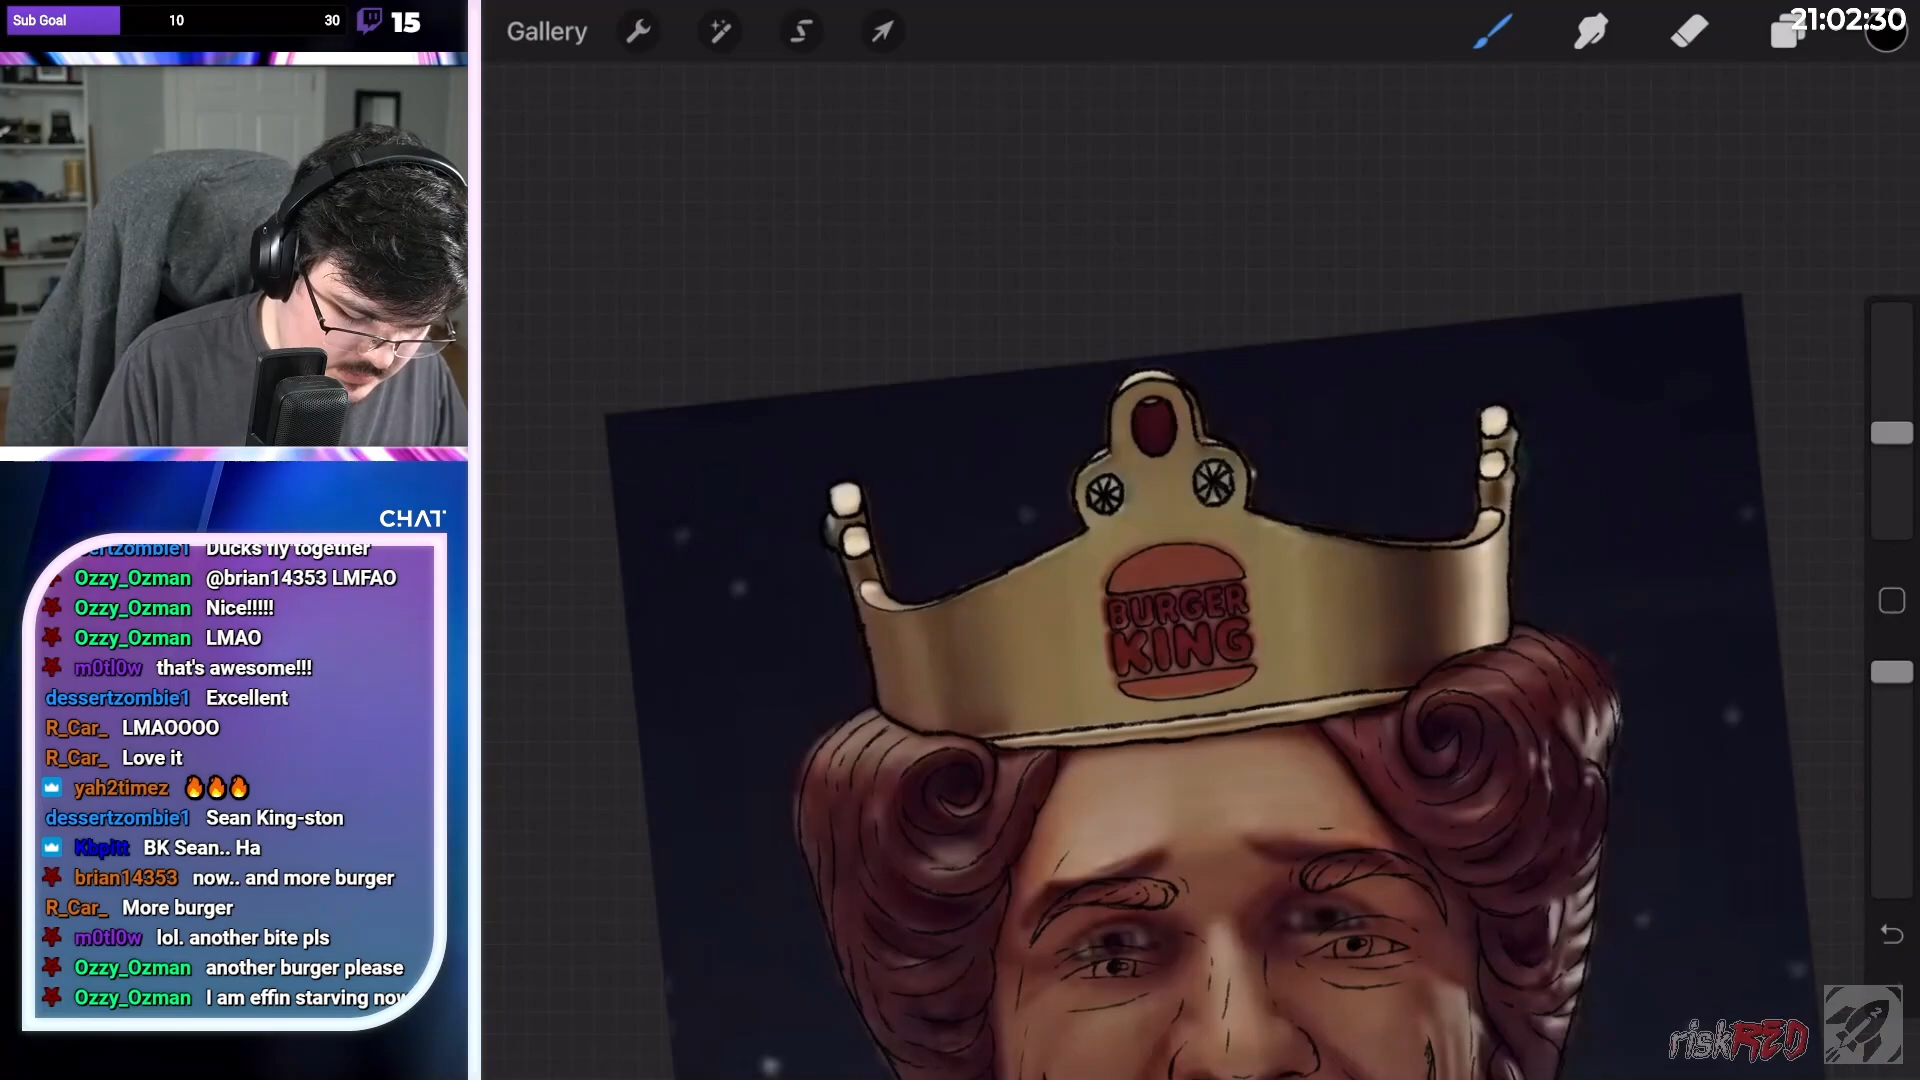 Sub Goal 10 30 15
Gallery
21:02:30
CHAT
Ducks fly together
Ozzy_Ozman @brian14353 LMFAO
Ozzy_Ozman Nice!!!!!
Ozzy_Ozman LMAO
m0tl0w that's awesome!!!
dessertzombie1 Excellent
R_Car_ LMAOOOO
R_Car_ Love it
yah2timez 🔥🔥🔥
dessertzombie1 Sean King-ston
Kbpitt BK Sean.. Ha
brian14353 now.. and more burger
R_Car_ More burger
m0tl0w lol. another bite pls
Ozzy_Ozman another burger please
Ozzy_Ozman I am effin starving now
BURGER
KING
riskRED